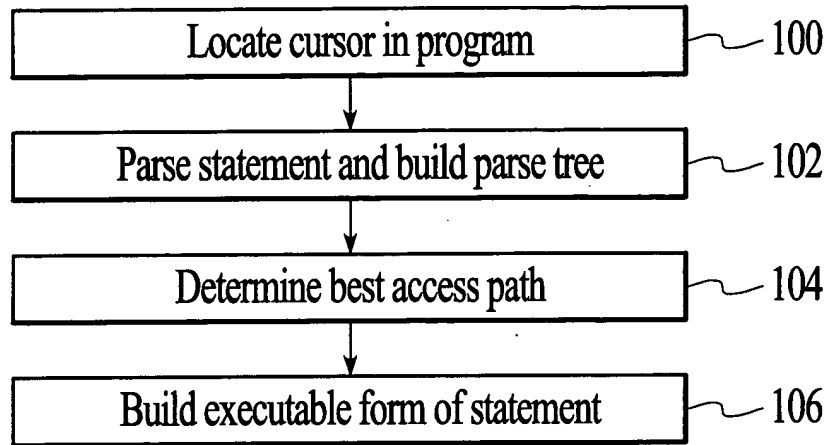 Locate cursor in program 100
Parse statement and build parse tree 102
Determine best access path 104
Build executable form of statement 106